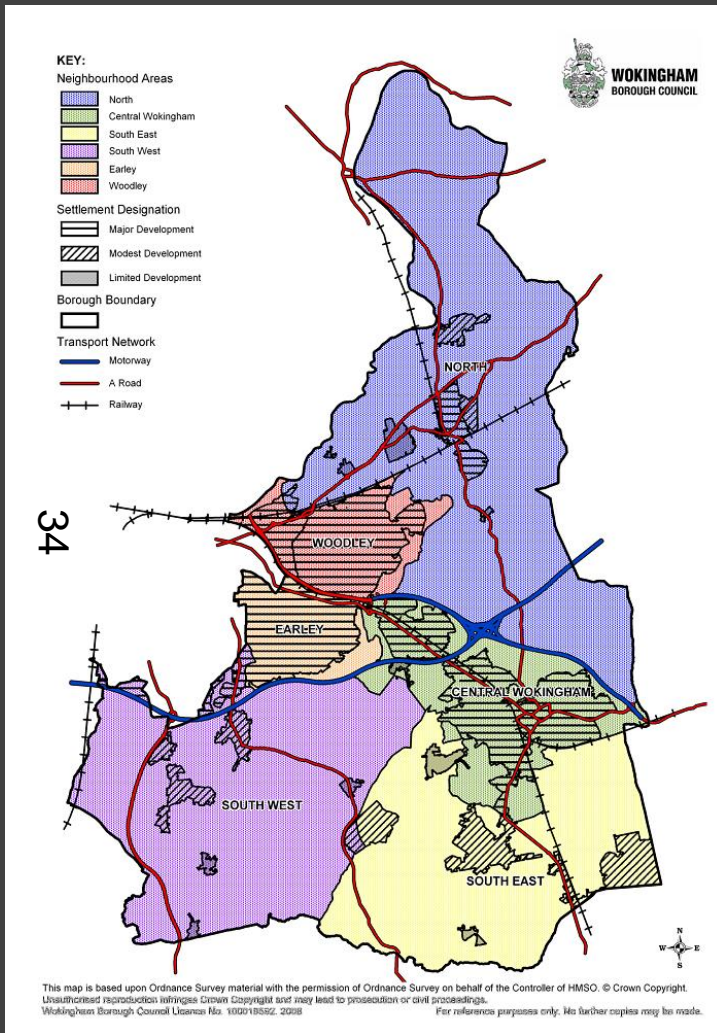 KEY:
Neighbourhood Areas
North
Central Wokingham
South East
South West
Earley
Woodley
Settlement Designation
Major Development
Modest Development
Limited Development
Borough Boundary
Transport Network
Motorway
A Road
Railway
WOKINGHAM
BOROUGH COUNCIL
34
NORTH
WOODLEY
EARLEY
CENTRAL WOKINGHAM
SOUTH WEST
SOUTH EAST
N
W E
S
This map is based upon Ordnance Survey material with the permission of Ordnance Survey on behalf of the Controller of HMSO. © Crown Copyright.
Unauthorised reproduction infringes Crown Copyright and may lead to prosecution or civil proceedings.
Wokingham Borough Council Licence No. 100019592. 2008 For reference purposes only. No further copies may be made.